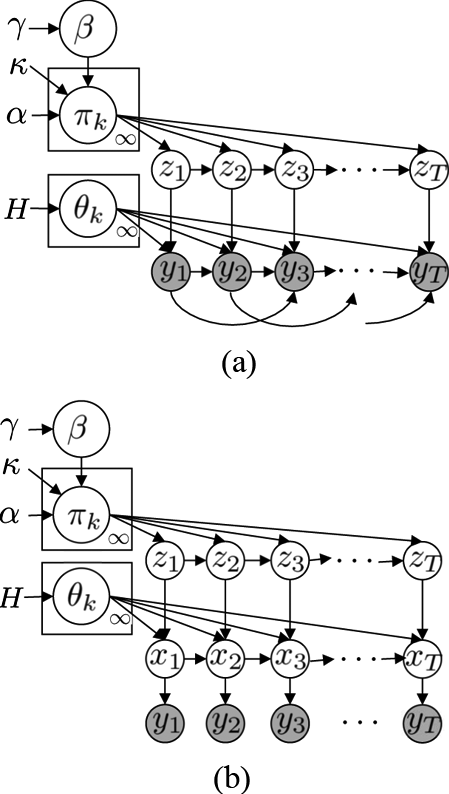 γ β
κ
α π_k ∞
z_1 z_2 z_3 ··· z_T
H θ_k ∞
y_1 y_2 y_3 ··· y_T
(a)
γ β
κ
α π_k ∞
z_1 z_2 z_3 ··· z_T
H θ_k ∞
x_1 x_2 x_3 ··· x_T
y_1 y_2 y_3 ··· y_T
(b)